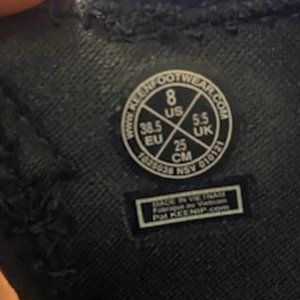 WWW.KEENFOOTWEAR.COM
8
US
38.5
EU
5.5
UK
25
CM
1025038 NSV 010121
MADE IN VIETNAM
Fabriqué au Vietnam
Pat KEENIP.com